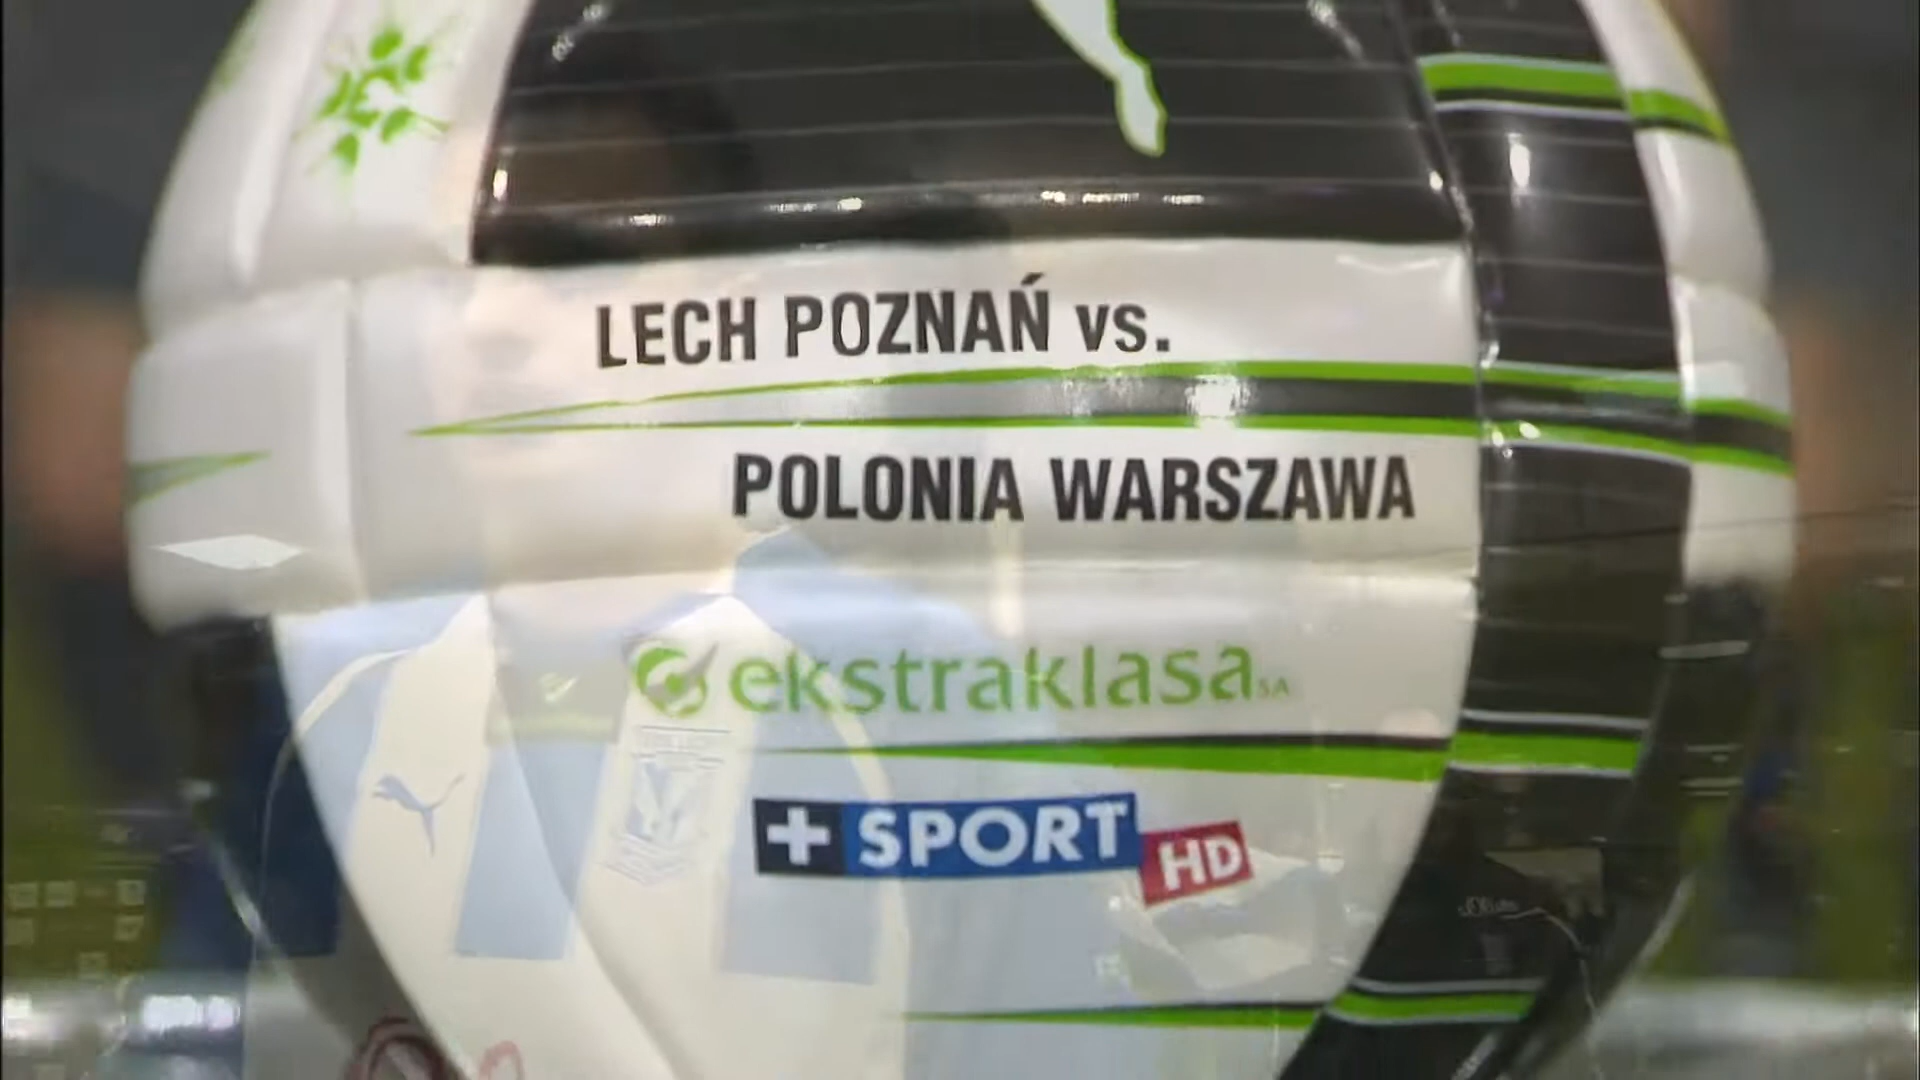 LECH POZNAŃ vs.
POLONIA WARSZAWA
ekstraklasa SA
+ SPORT
HD